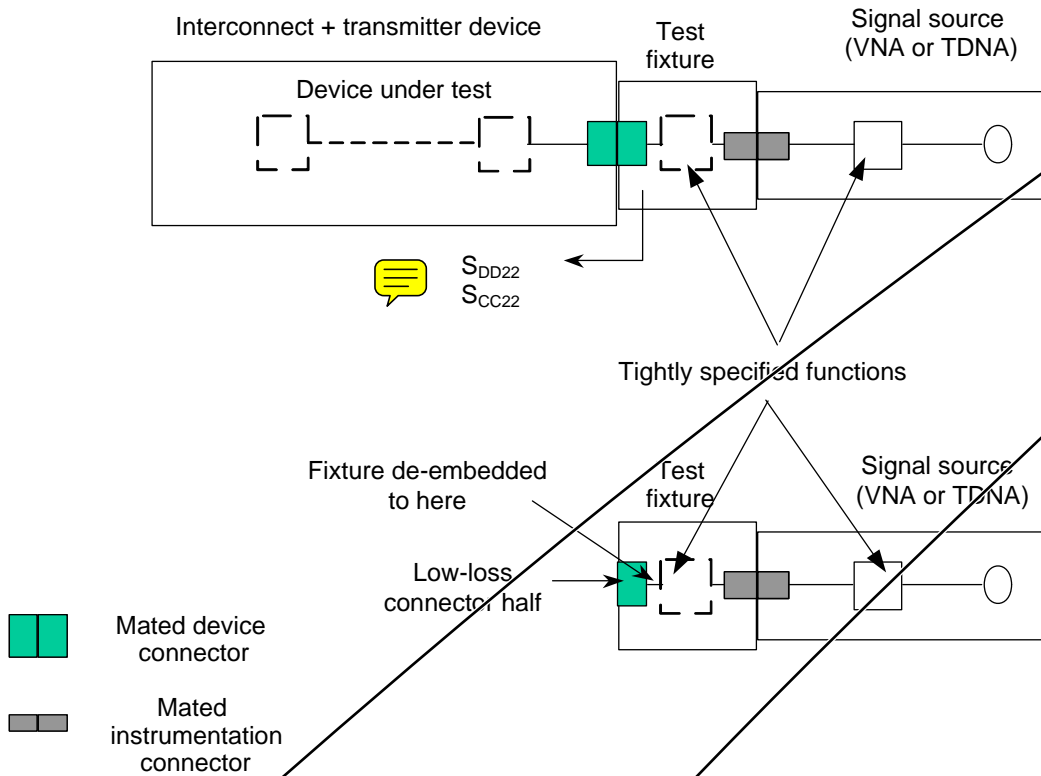 Interconnect + transmitter device
Test
fixture
Signal source
(VNA or TDNA)
Device under test
SDD22
SCC22
Tightly specified functions
Fixture de-embedded
to here
Test
fixture
Signal source
(VNA or TDNA)
Low-loss
connector half
Mated device
connector
Mated
instrumentation
connector